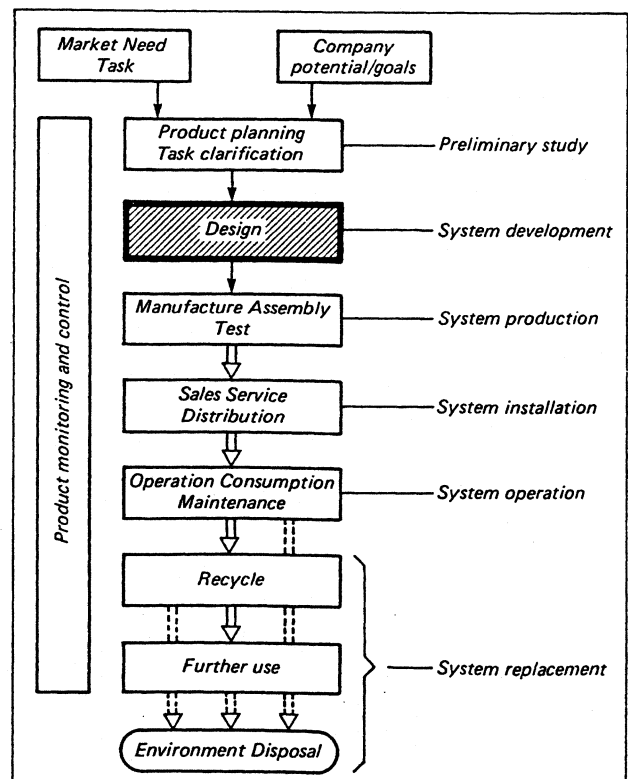 Market Need
Task
Company
potential/goals
Product planning
Task clarification
Preliminary study
Design
System development
Manufacture Assembly
Test
System production
Sales Service
Distribution
System installation
Operation Consumption
Maintenance
System operation
Product monitoring and control
Recycle
Further use
System replacement
Environment Disposal